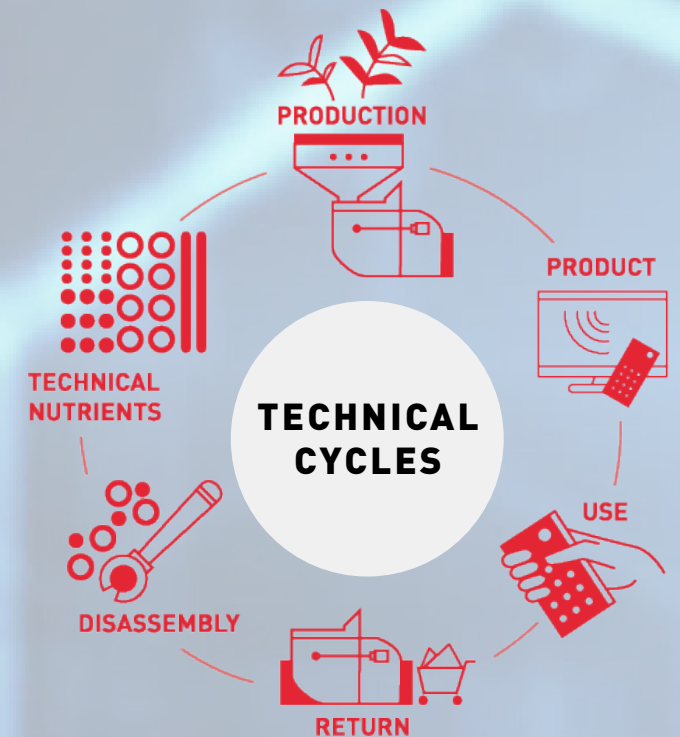 PRODUCTION
PRODUCT
TECHNICAL
NUTRIENTS
TECHNICAL
CYCLES
USE
DISASSEMBLY
RETURN